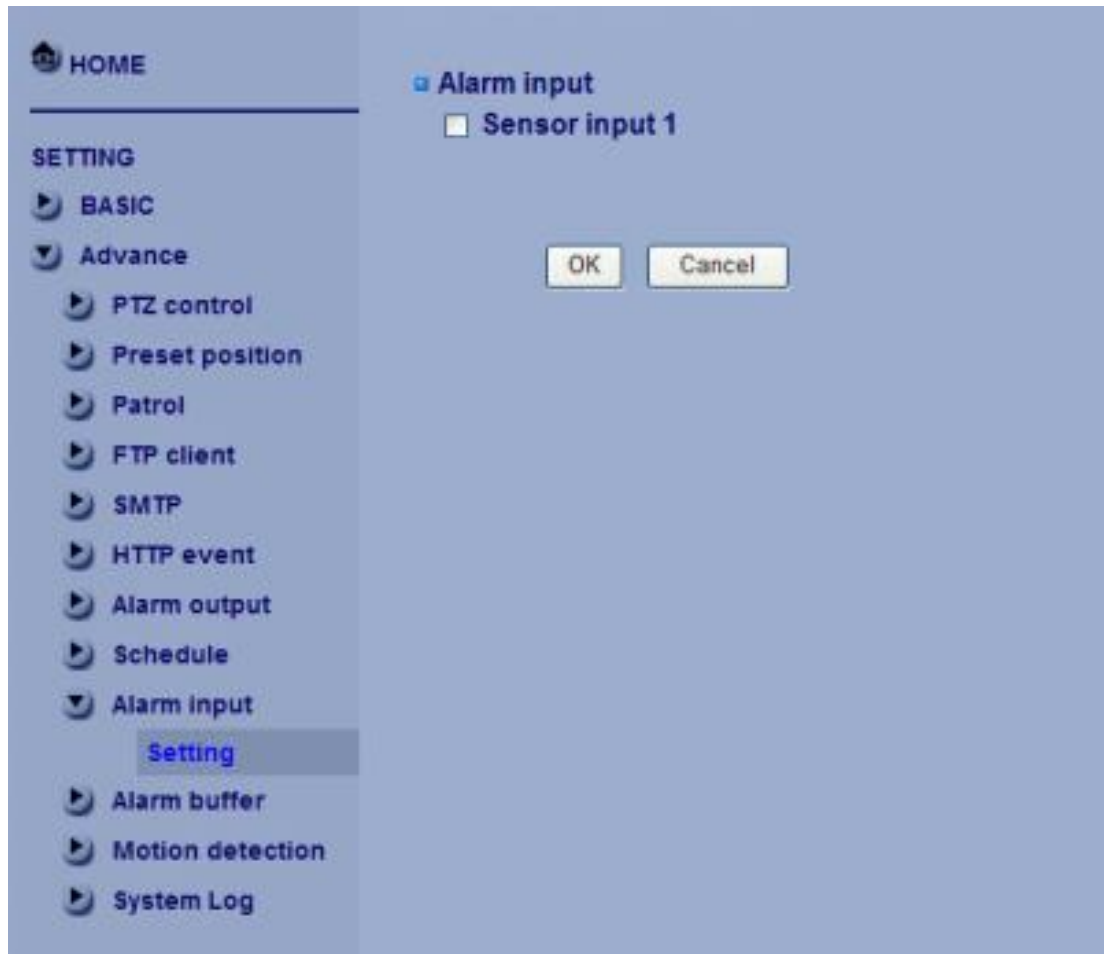 HOME
SETTING
BASIC
Advance
PTZ control
Preset position
Patrol
FTP client
SMTP
HTTP event
Alarm output
Schedule
Alarm input
Setting
Alarm buffer
Motion detection
System Log
Alarm input
Sensor input 1
OK Cancel